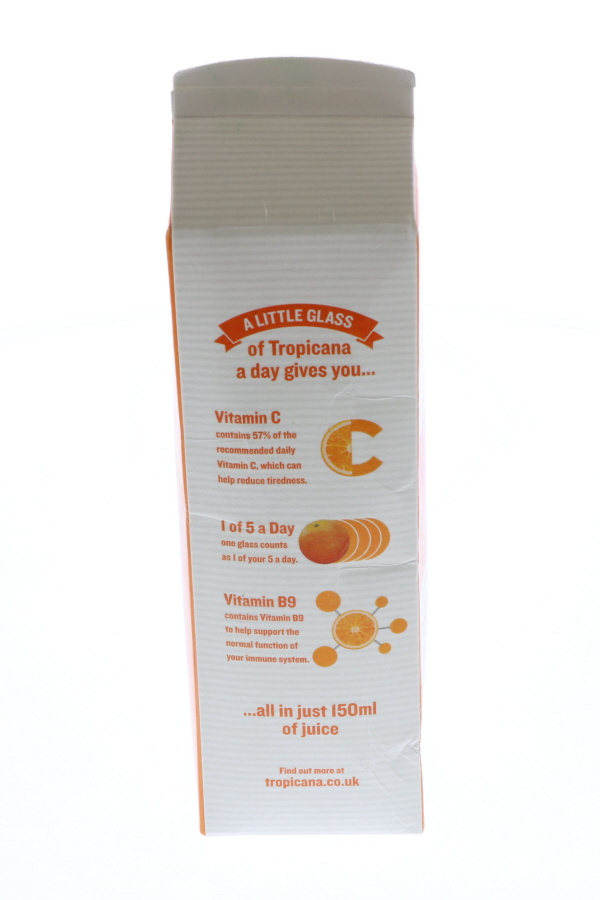 A LITTLE GLASS
of Tropicana
a day gives you...
Vitamin C
contains 57% of the
recommended daily
Vitamin C, which can
help reduce tiredness.
1 of 5 a Day
one glass counts
as 1 of your 5 a day.
Vitamin B9
contains Vitamin B9
to help support the
normal function of
your immune system.
...all in just 150ml
of juice
Find out more at
tropicana.co.uk